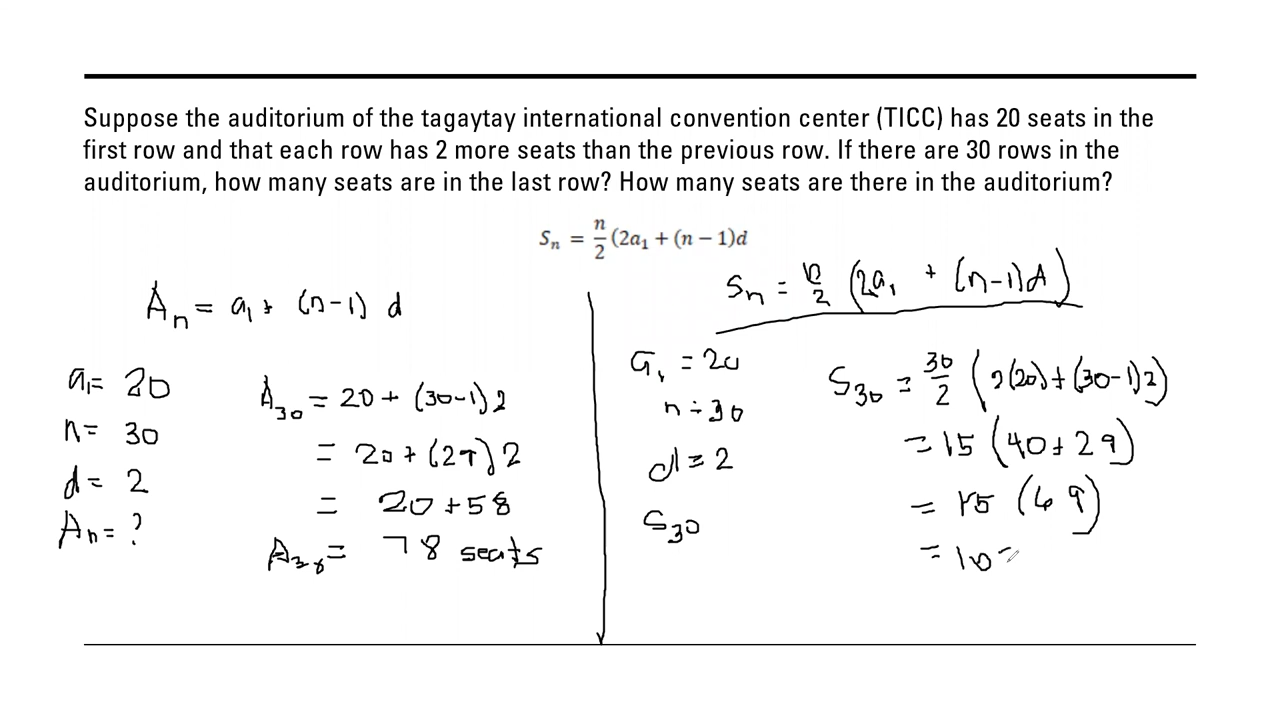 Suppose the auditorium of the tagaytay international convention center (TICC) has 20 seats in the
first row and that each row has 2 more seats than the previous row. If there are 30 rows in the
auditorium, how many seats are in the last row? How many seats are there in the auditorium?
Sₙ = n/2 (2a₁ + (n − 1)d
Aₙ = a₁ + (n-1) d
a₁= 20
n= 30
d= 2
Aₙ= ?
A₃₀ = 20 + (30-1)2
= 20 + (29)2
= 20 + 58
A₃₀= 78 seats
Sₙ = n/2 (2a₁ + (n-1)d)
a₁ = 20
n = 30
d = 2
S₃₀
S₃₀ = 30/2 (2(20) + (30-1)2)
= 15 (40 + 29)
= 15 (69)
= 10